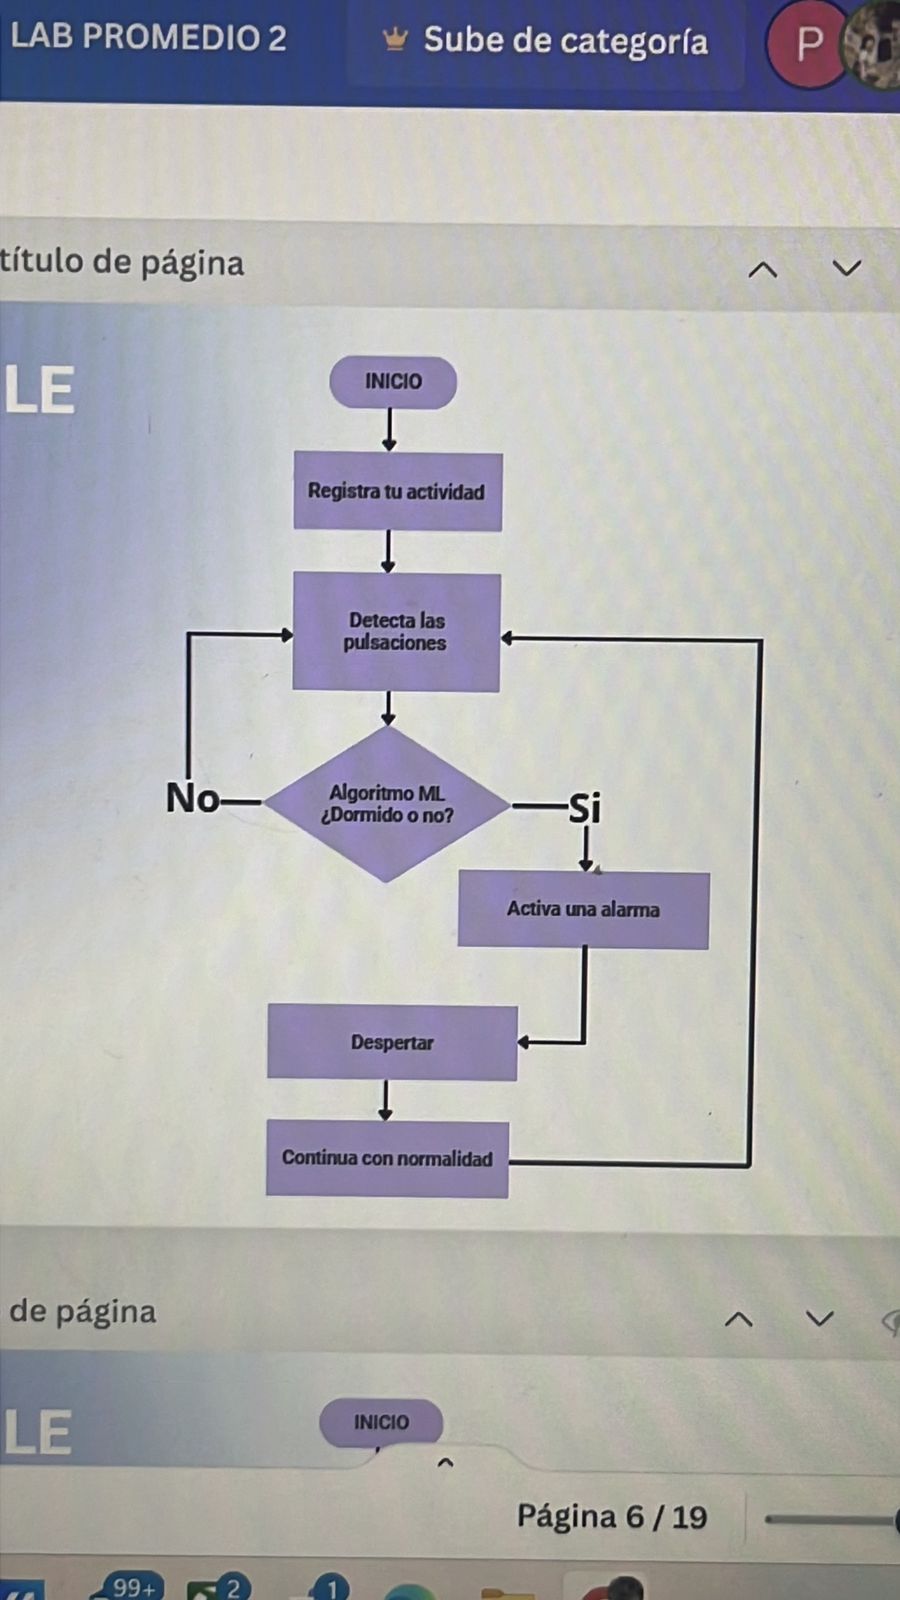 LAB PROMEDIO 2
Sube de categoría
P
título de página
LE
INICIO
Registra tu actividad
Detecta las
pulsaciones
Algoritmo ML
¿Dormido o no?
No
Si
Activa una alarma
Despertar
Continua con normalidad
de página
LE
INICIO
Página 6 / 19
99+
2
1